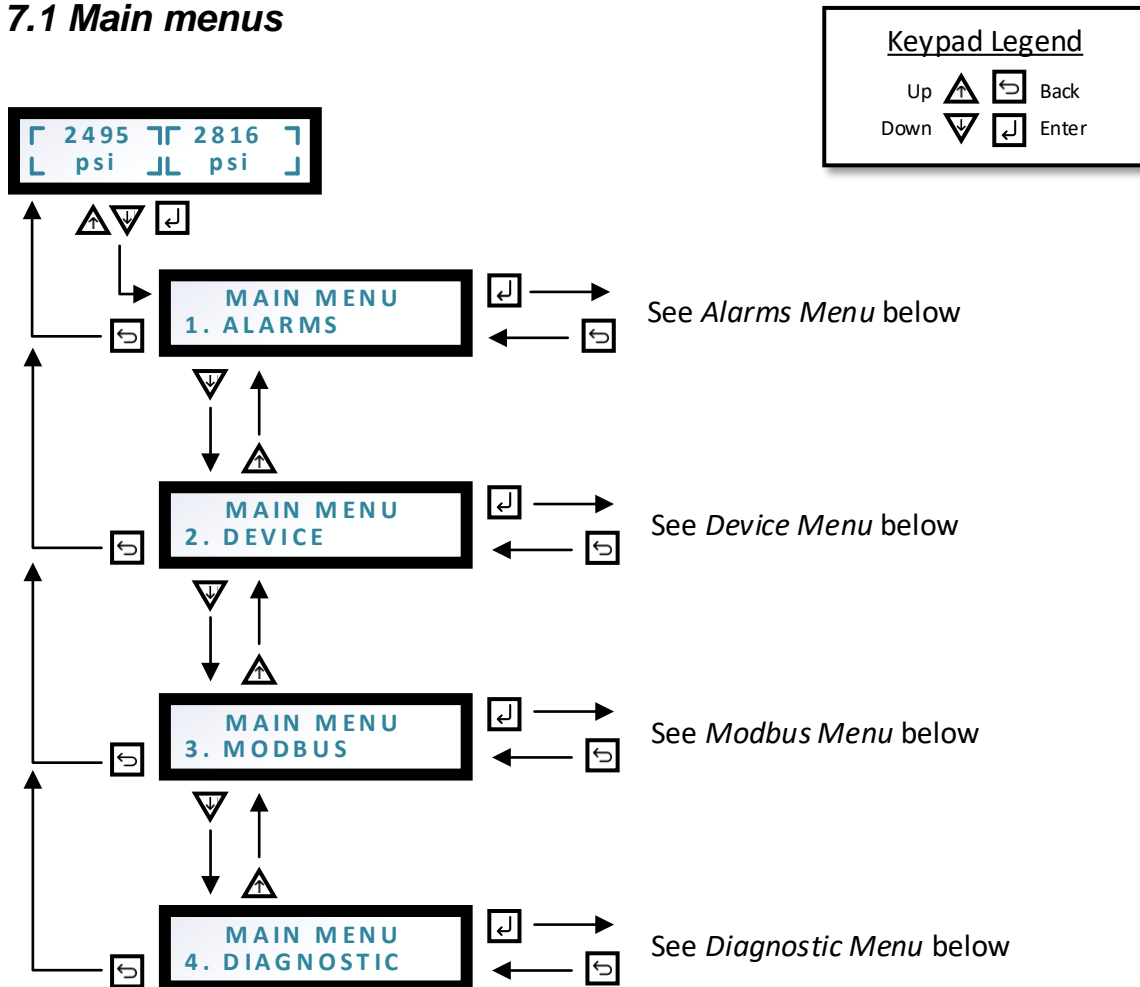 7.1 Main menus
Keypad Legend
Up Back
Down Enter
2495 2816
psi psi
MAIN MENU
1. ALARMS
See Alarms Menu below
MAIN MENU
2. DEVICE
See Device Menu below
MAIN MENU
3. MODBUS
See Modbus Menu below
MAIN MENU
4. DIAGNOSTIC
See Diagnostic Menu below